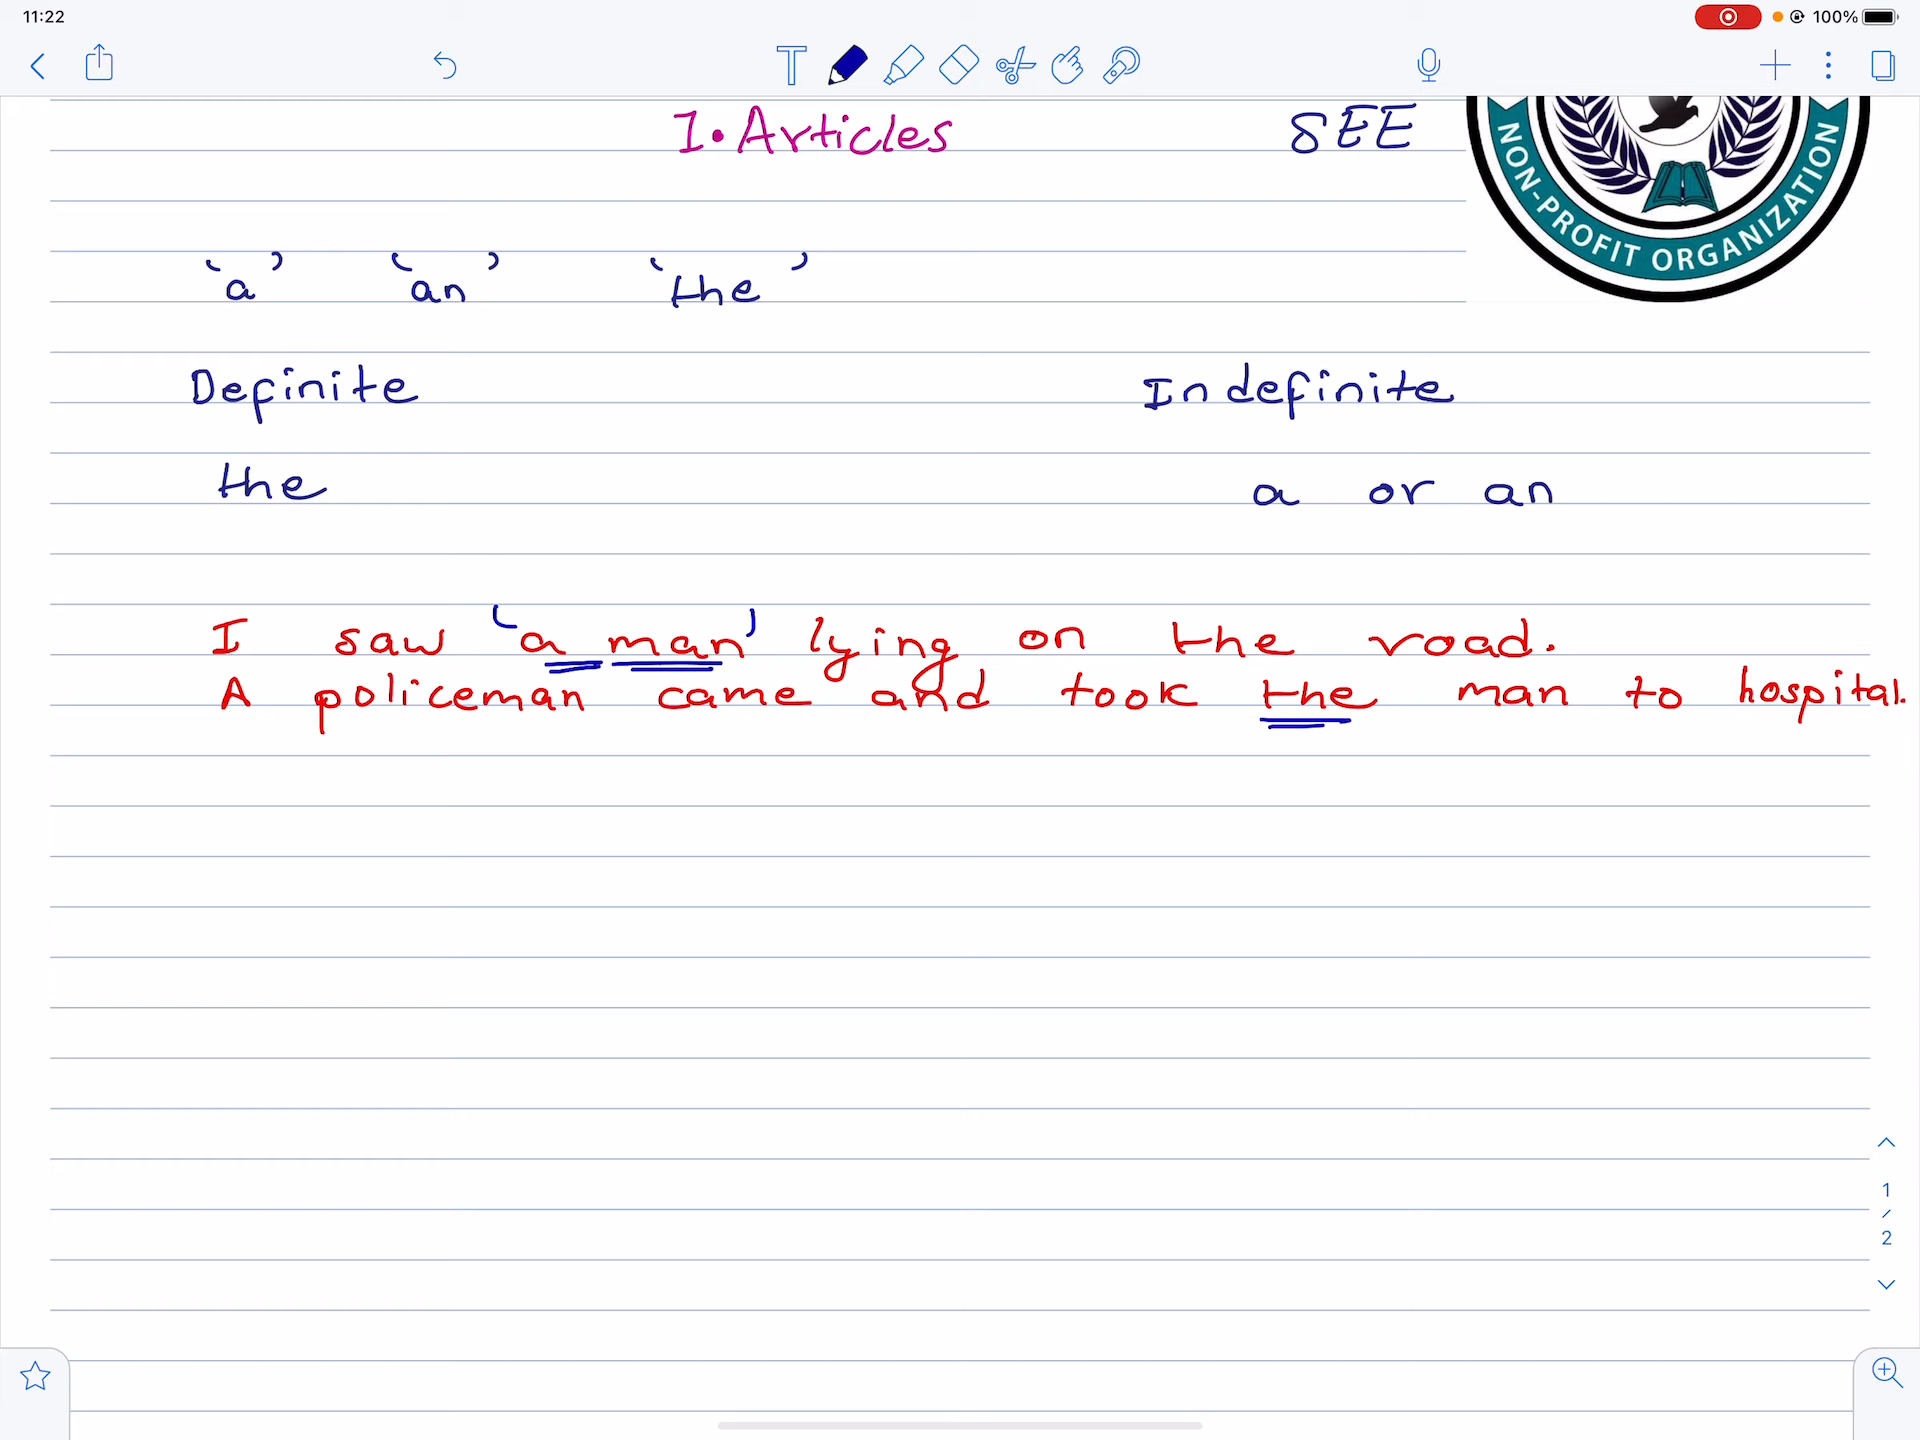 11:22
100%
T
I. Articles
SEE
NON-PROFIT ORGANIZATION
'a' 'an' 'the'
Definite
Indefinite
the
a or an
I saw 'a man' lying on the road.
A policeman came and took the man to hospital.
1
/
2